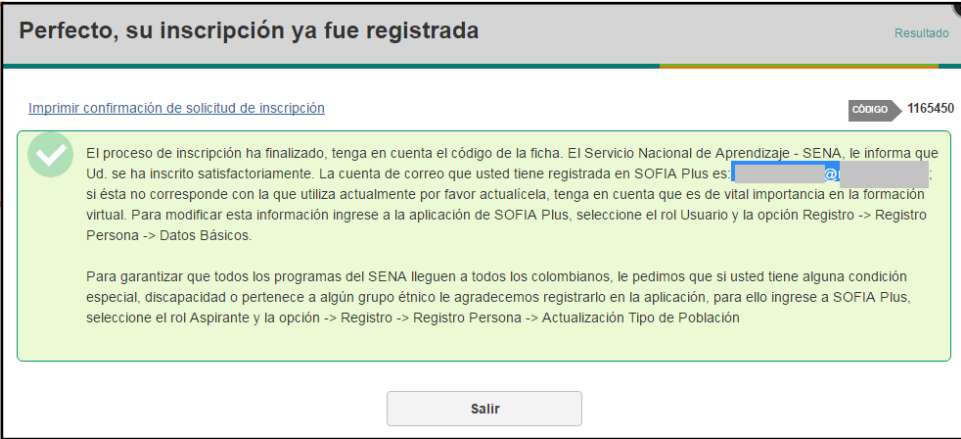 Perfecto, su inscripción ya fue registrada
Resultado
Imprimir confirmación de solicitud de inscripción
CÓDIGO 1165450
El proceso de inscripción ha finalizado, tenga en cuenta el código de la ficha. El Servicio Nacional de Aprendizaje - SENA, le informa que
Ud. se ha inscrito satisfactoriamente. La cuenta de correo que usted tiene registrada en SOFIA Plus es: @ ;
si ésta no corresponde con la que utiliza actualmente por favor actualícela, tenga en cuenta que es de vital importancia en la formación
virtual. Para modificar esta información ingrese a la aplicación de SOFIA Plus, seleccione el rol Usuario y la opción Registro -> Registro
Persona -> Datos Básicos.
Para garantizar que todos los programas del SENA lleguen a todos los colombianos, le pedimos que si usted tiene alguna condición
especial, discapacidad o pertenece a algún grupo étnico le agradecemos registrarlo en la aplicación, para ello ingrese a SOFIA Plus,
seleccione el rol Aspirante y la opción -> Registro -> Registro Persona -> Actualización Tipo de Población
Salir